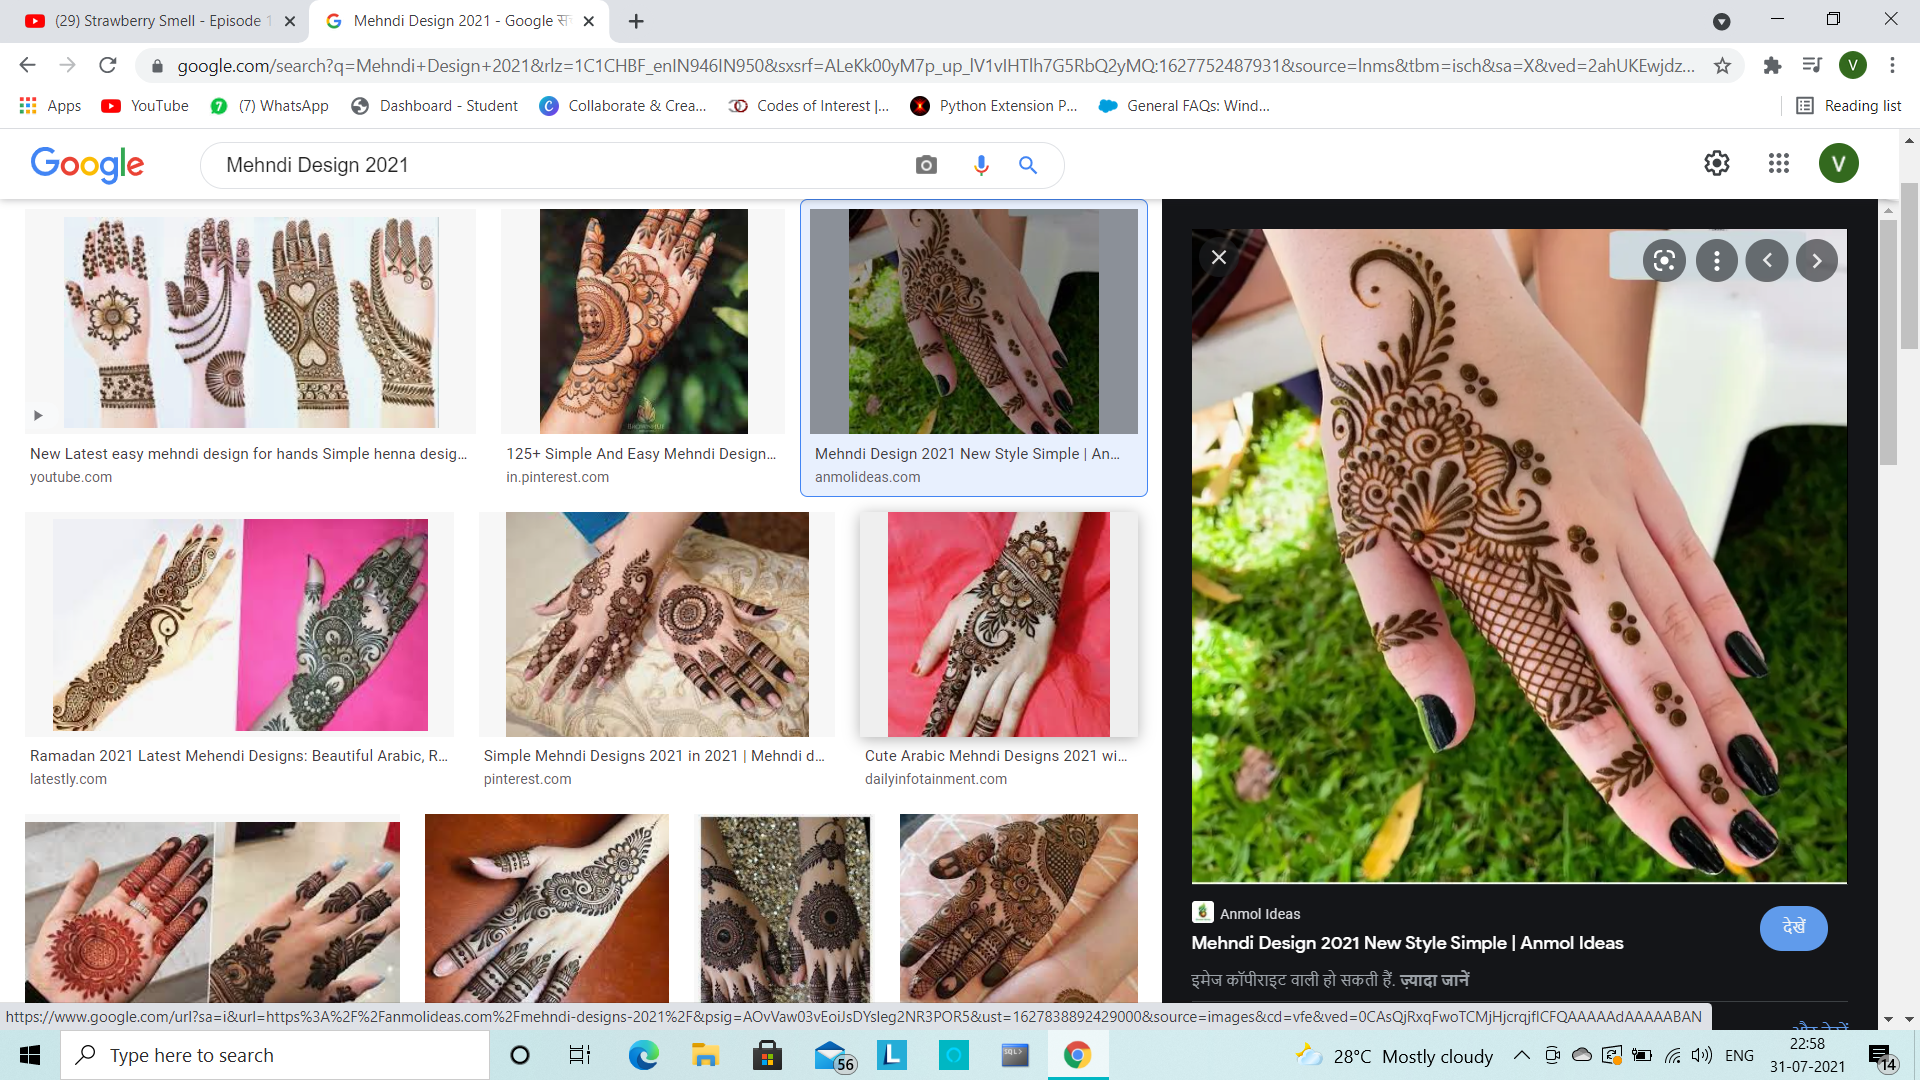 (29) Strawberry Smell - Episode 1
Mehndi Design 2021 - Google
google.com/search?q=Mehndi+Design+2021&rlz=1C1CHBF_enIN946IN950&sxsrf=ALeKk00yM7p_up_lV1vIHTlh7G5RbQ2yMQ:1627752487931&source=lnms&tbm=isch&sa=X&ved=2ahUKEwjdz...
V
Apps
YouTube
(7) WhatsApp
Dashboard - Student
Collaborate & Crea...
Codes of Interest |...
Python Extension P...
General FAQs: Wind...
Reading list
Google
Mehndi Design 2021
V
New Latest easy mehndi design for hands Simple henna desig...
youtube.com
125+ Simple And Easy Mehndi Design...
in.pinterest.com
Mehndi Design 2021 New Style Simple | An...
anmolideas.com
Ramadan 2021 Latest Mehendi Designs: Beautiful Arabic, R...
latestly.com
Simple Mehndi Designs 2021 in 2021 | Mehndi d...
pinterest.com
Cute Arabic Mehndi Designs 2021 wi...
dailyinfotainment.com
Anmol Ideas
Mehndi Design 2021 New Style Simple | Anmol Ideas
देखें
इमेज कॉपीराइट वाली हो सकती हैं. ज़्यादा जानें
https://www.google.com/url?sa=i&url=https%3A%2F%2Fanmolideas.com%2Fmehndi-designs-2021%2F&psig=AOvVaw03vEoiJsDYsleg2NR3POR5&ust=1627838892429000&source=images&cd=vfe&ved=0CAsQjRxqFwoTCMjHjcrqjfICFQAAAAAdAAAAABAN
Type here to search
56
L
SQL>
28°C Mostly cloudy
ENG
22:58
31-07-2021
14